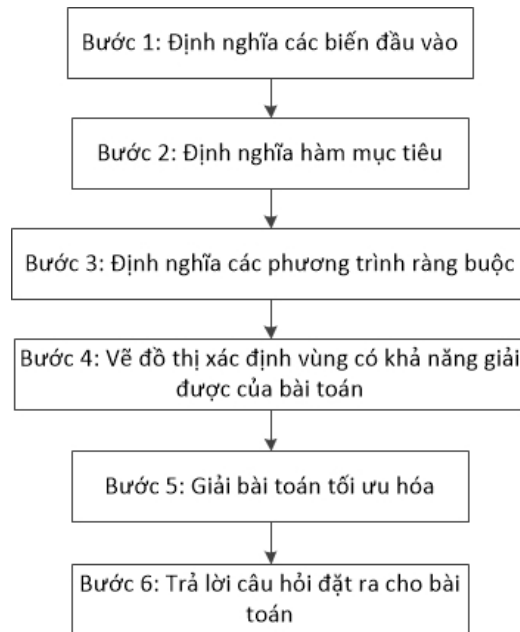 Bước 1: Định nghĩa các biến đầu vào
Bước 2: Định nghĩa hàm mục tiêu
Bước 3: Định nghĩa các phương trình ràng buộc
Bước 4: Vẽ đồ thị xác định vùng có khả năng giải
được của bài toán
Bước 5: Giải bài toán tối ưu hóa
Bước 6: Trả lời câu hỏi đặt ra cho bài
toán